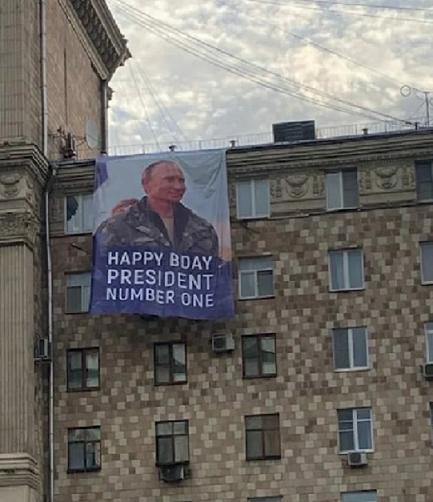 HAPPY BDAY
PRESIDENT
NUMBER ONE